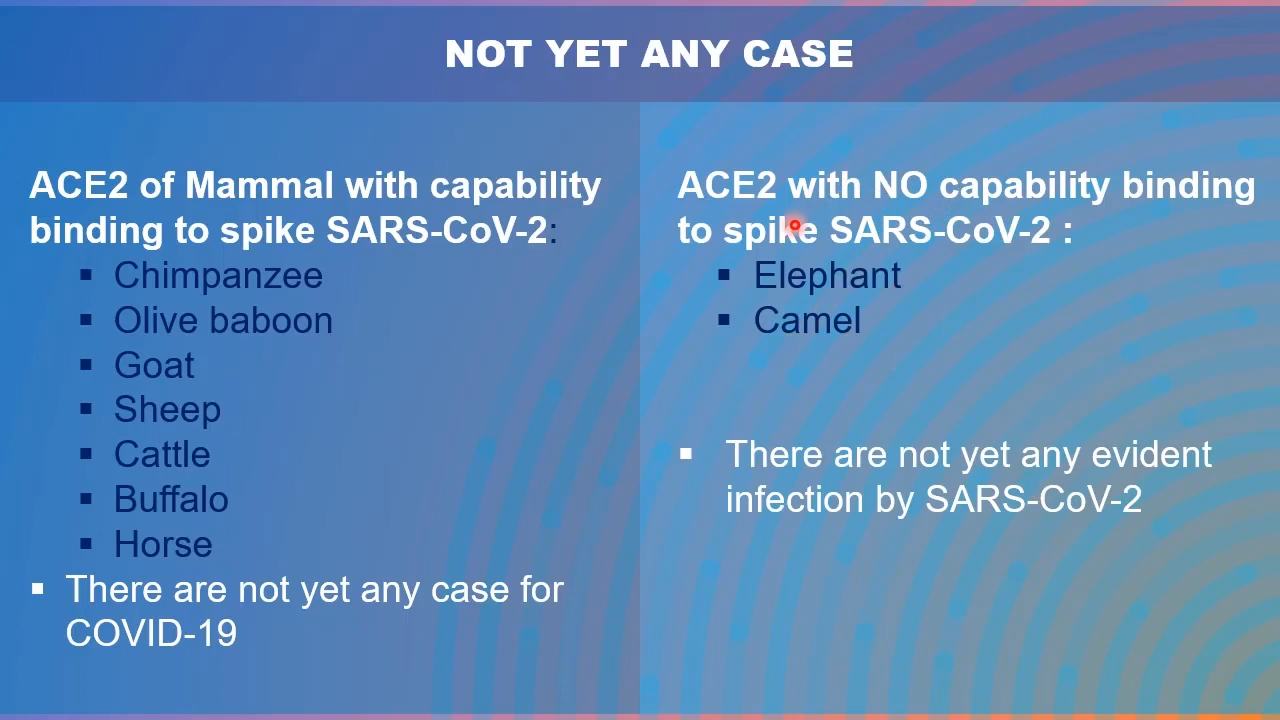 NOT YET ANY CASE
ACE2 of Mammal with capability
binding to spike SARS-CoV-2:
▪ Chimpanzee
▪ Olive baboon
▪ Goat
▪ Sheep
▪ Cattle
▪ Buffalo
▪ Horse
▪ There are not yet any case for
COVID-19
ACE2 with NO capability binding
to spike SARS-CoV-2 :
▪ Elephant
▪ Camel
▪ There are not yet any evident
infection by SARS-CoV-2